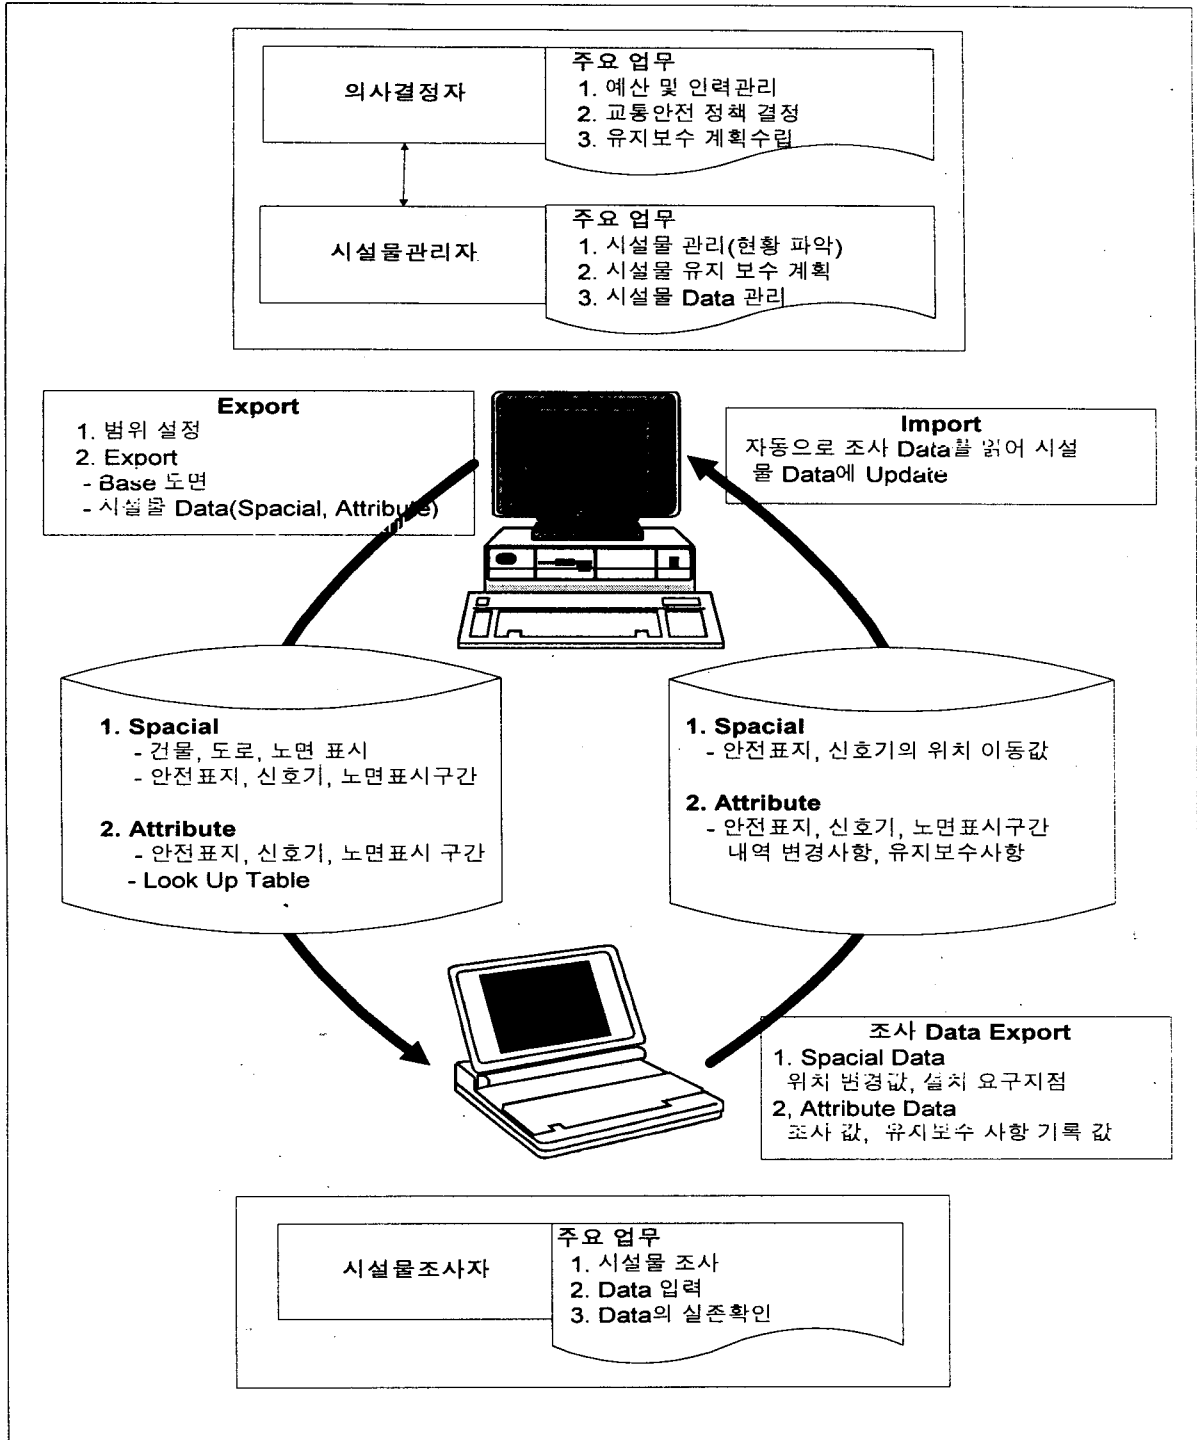 의사결정자
주요 업무
1. 예산 및 인력관리
2. 교통안전 정책 결정
3. 유지보수 계획수립
시설물관리자
주요 업무
1. 시설물 관리(현황 파악)
2. 시설물 유지 보수 계획
3. 시설물 Data 관리
Export
1. 범위 설정
2. Export
- Base 도면
- 시설물 Data(Spacial, Attribute)
Import
자동으로 조사 Data를 읽어 시설
물 Data에 Update
1. Spacial
- 건물, 도로, 노면 표시
- 안전표지, 신호기, 노면표시구간
2. Attribute
- 안전표지, 신호기, 노면표시 구간
- Look Up Table
1. Spacial
- 안전표지, 신호기의 위치 이동값
2. Attribute
- 안전표지, 신호기, 노면표시구간
내역 변경사항, 유지보수사항
조사 Data Export
1. Spacial Data
위치 변경값, 설치 요구지점
2, Attribute Data
조사 값, 유지보수 사항 기록 값
시설물조사자
주요 업무
1. 시설물 조사
2. Data 입력
3. Data의 실존확인